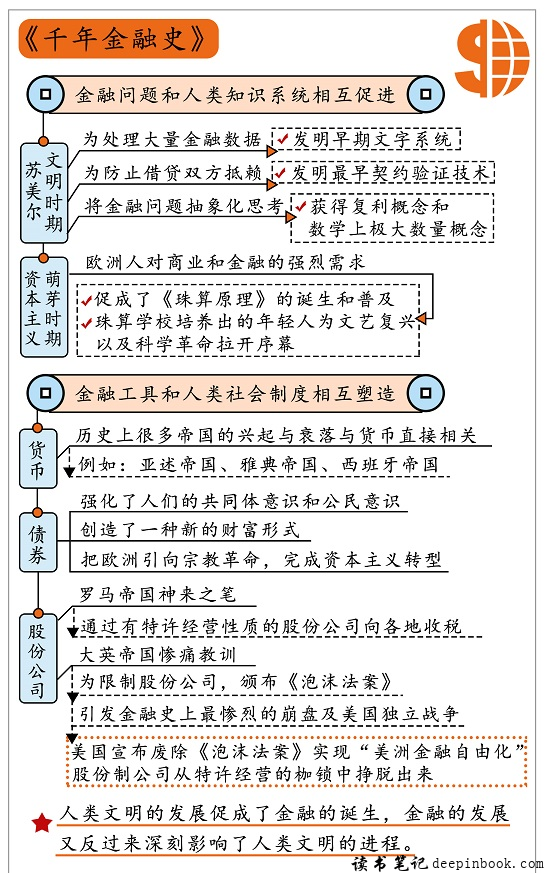 《千年金融史》
金融问题和人类知识系统相互促进
苏美尔
文明时期
为处理大量金融数据
发明早期文字系统
为防止借贷双方抵赖
发明最早契约验证技术
将金融问题抽象化思考
获得复利概念和
数学上极大数量概念
资本主义
萌芽时期
欧洲人对商业和金融的强烈需求
促成了《珠算原理》的诞生和普及
珠算学校培养出的年轻人为文艺复兴
以及科学革命拉开序幕
金融工具和人类社会制度相互塑造
货币
历史上很多帝国的兴起与衰落与货币直接相关
例如：亚述帝国、雅典帝国、西班牙帝国
债券
强化了人们的共同体意识和公民意识
创造了一种新的财富形式
把欧洲引向宗教革命，完成资本主义转型
股份公司
罗马帝国神来之笔
通过有特许经营性质的股份公司向各地收税
大英帝国惨痛教训
为限制股份公司，颁布《泡沫法案》
引发金融史上最惨烈的崩盘及美国独立战争
美国宣布废除《泡沫法案》实现“美洲金融自由化”
股份制公司从特许经营的枷锁中挣脱出来
人类文明的发展促成了金融的诞生，金融的发展
又反过来深刻影响了人类文明的进程。
读书笔记deepinbook.com